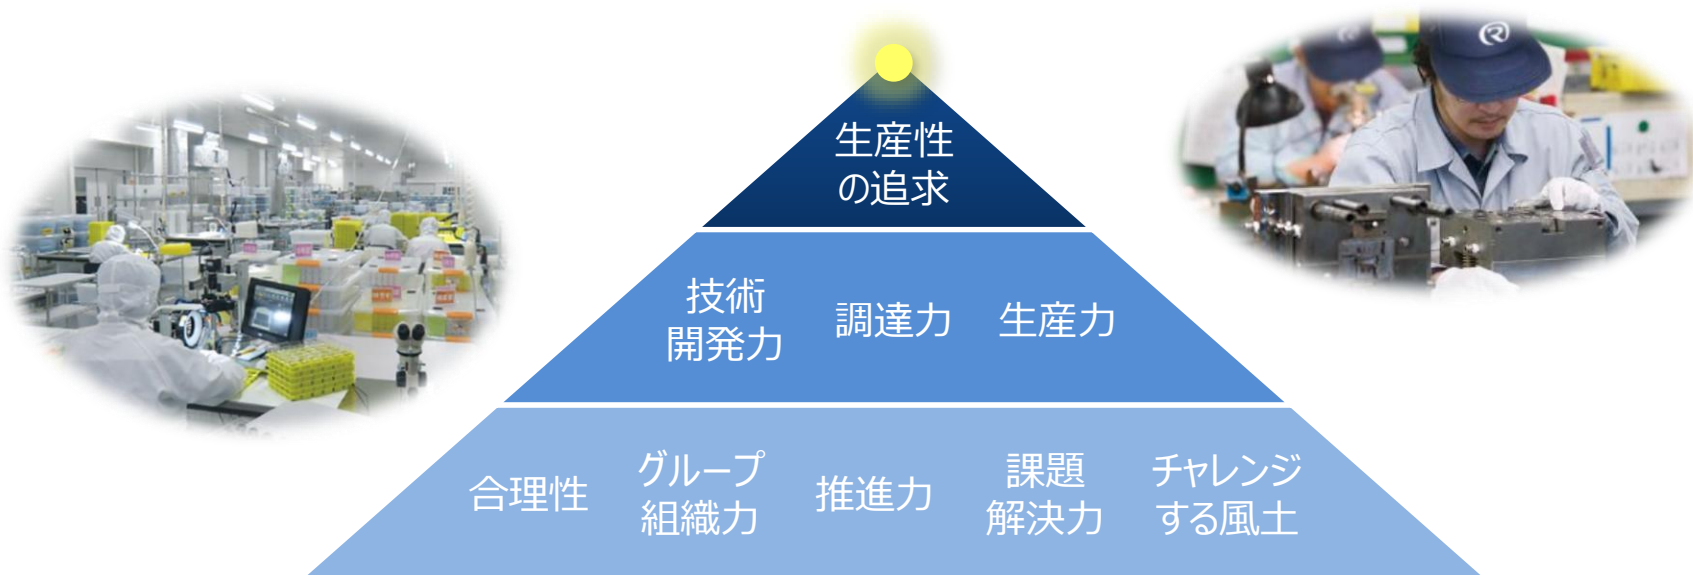 生産性
の追求
技術
開発力
調達力
生産力
合理性
グループ
組織力
推進力
課題
解決力
チャレンジ
する風土